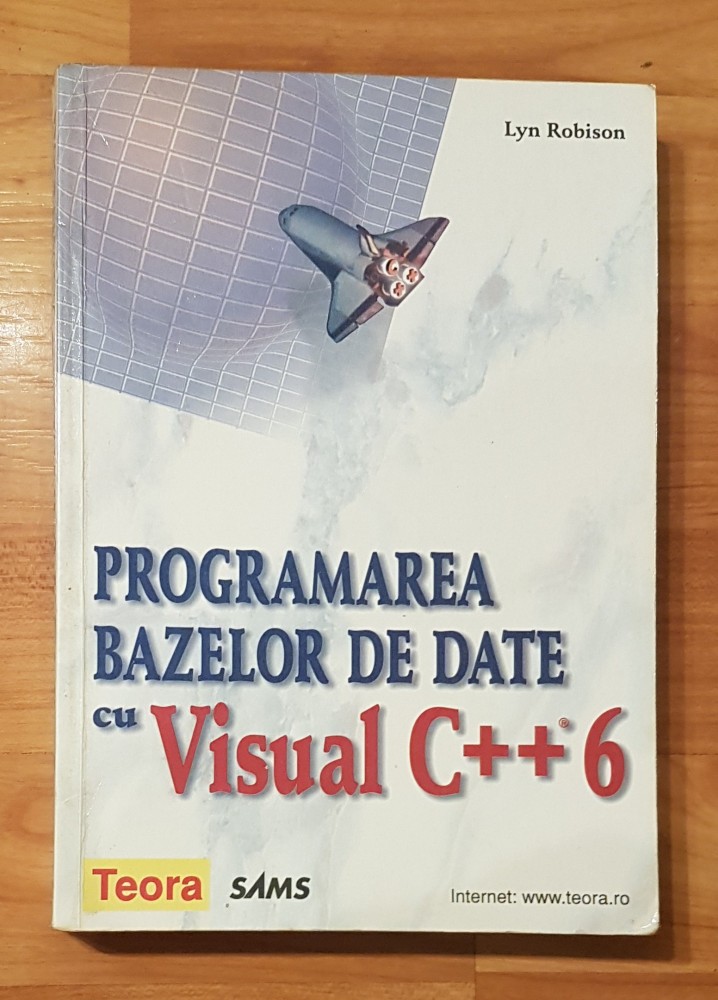 Lyn Robison
PROGRAMAREA
BAZELOR DE DATE
cu Visual C++® 6
Teora SAMS Internet: www.teora.ro